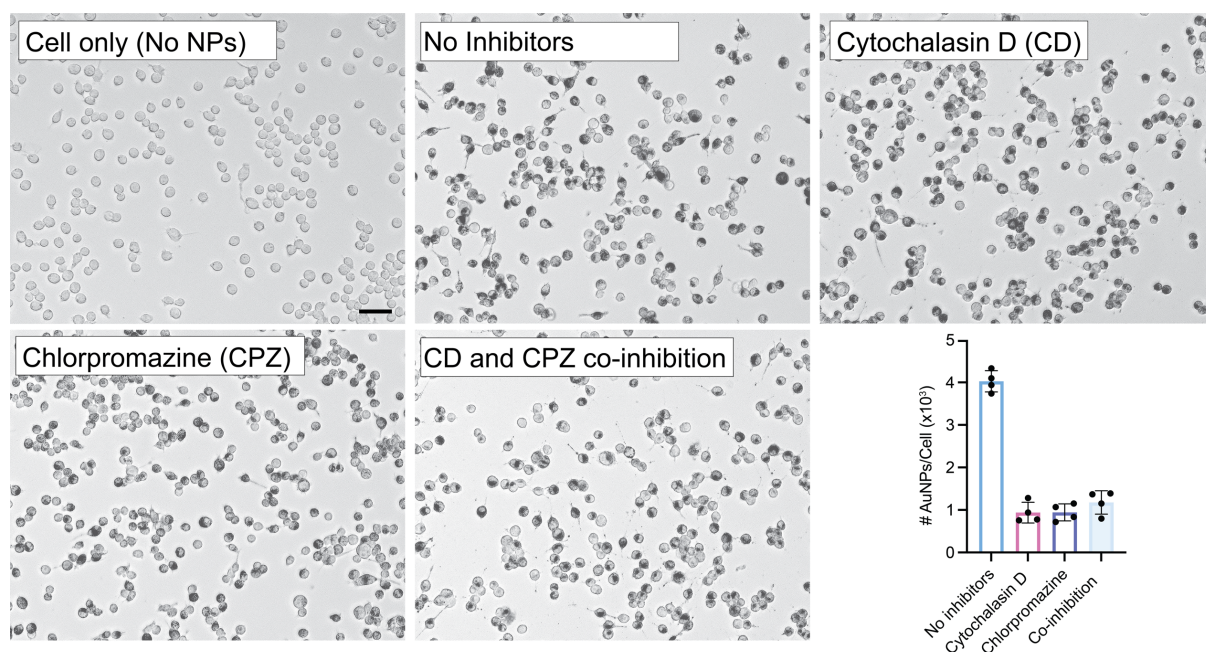 Cell only (No NPs)
No Inhibitors
Cytochalasin D (CD)
Chlorpromazine (CPZ)
CD and CPZ co-inhibition
# AuNPs/Cell (x10³)
5
4
3
2
1
0
No inhibitors
Cytochalasin D
Chlorpromazine
Co-inhibition